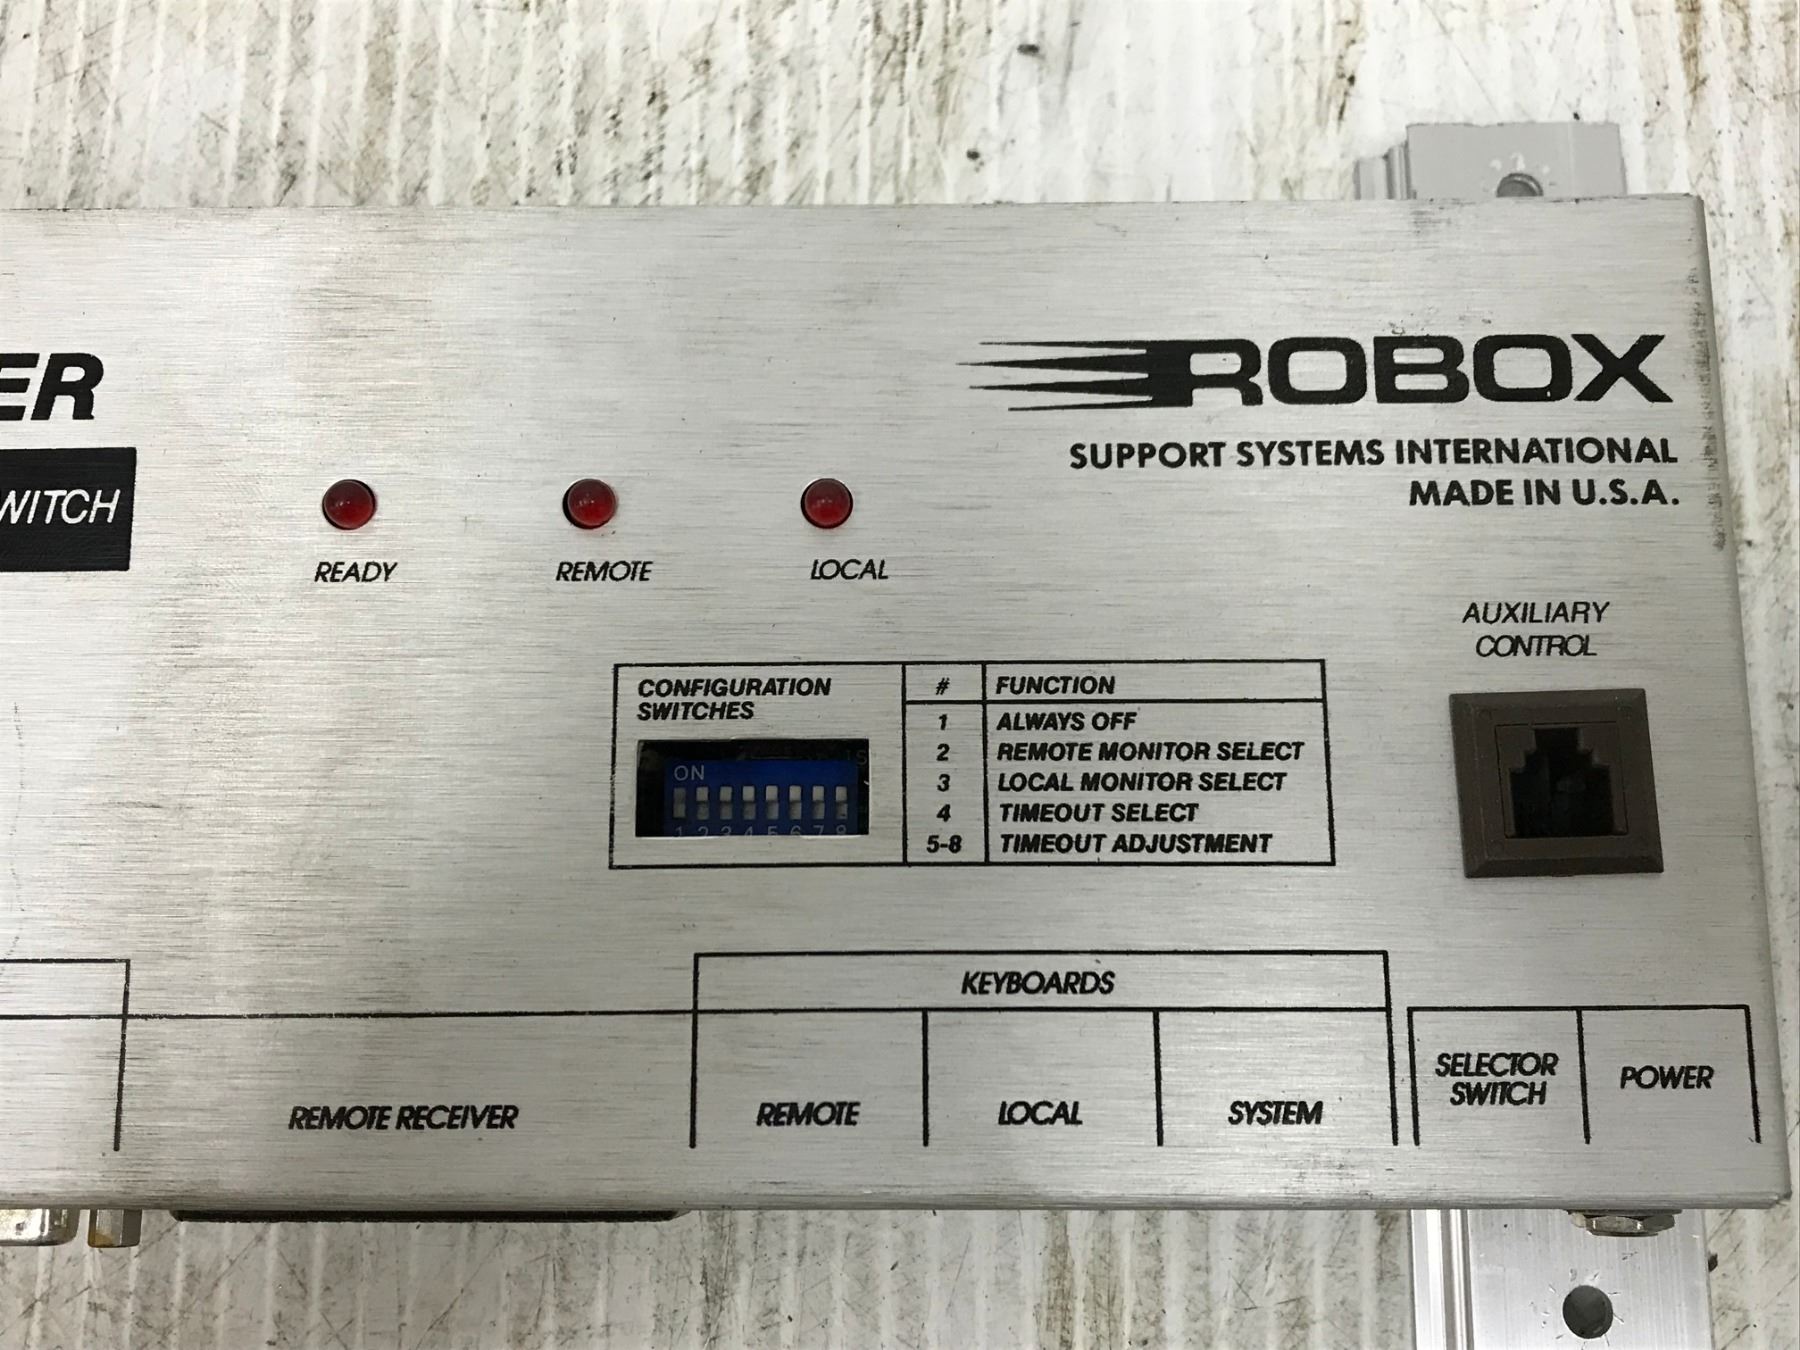 ROBOX
SUPPORT SYSTEMS INTERNATIONAL
MADE IN U.S.A.
ER
WITCH
READY
REMOTE
LOCAL
AUXILIARY
CONTROL
CONFIGURATION
SWITCHES
ON
1 2 3 4 5 6 7 8
# FUNCTION
1 ALWAYS OFF
2 REMOTE MONITOR SELECT
3 LOCAL MONITOR SELECT
4 TIMEOUT SELECT
5-8 TIMEOUT ADJUSTMENT
KEYBOARDS
REMOTE RECEIVER
REMOTE
LOCAL
SYSTEM
SELECTOR
SWITCH
POWER